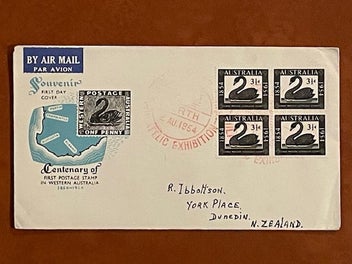 BY AIR MAIL
PAR AVION
Souvenir
FIRST DAY
COVER
WESTERN
POSTAGE
AUSTRALIA
ONE PENNY
Centenary of
FIRST POSTAGE STAMP
IN WESTERN AUSTRALIA
1854-1954
AU.1954
EXHIBITION
1854
AUSTRALIA
3½D
1954
1854
AUSTRALIA
3½D
1954
1854
AUSTRALIA
3½D
1954
1854
AUSTRALIA
3½D
1954
R. Ibbotson.
YORK PLACE.
DUNEDIN.
N. ZEALAND.